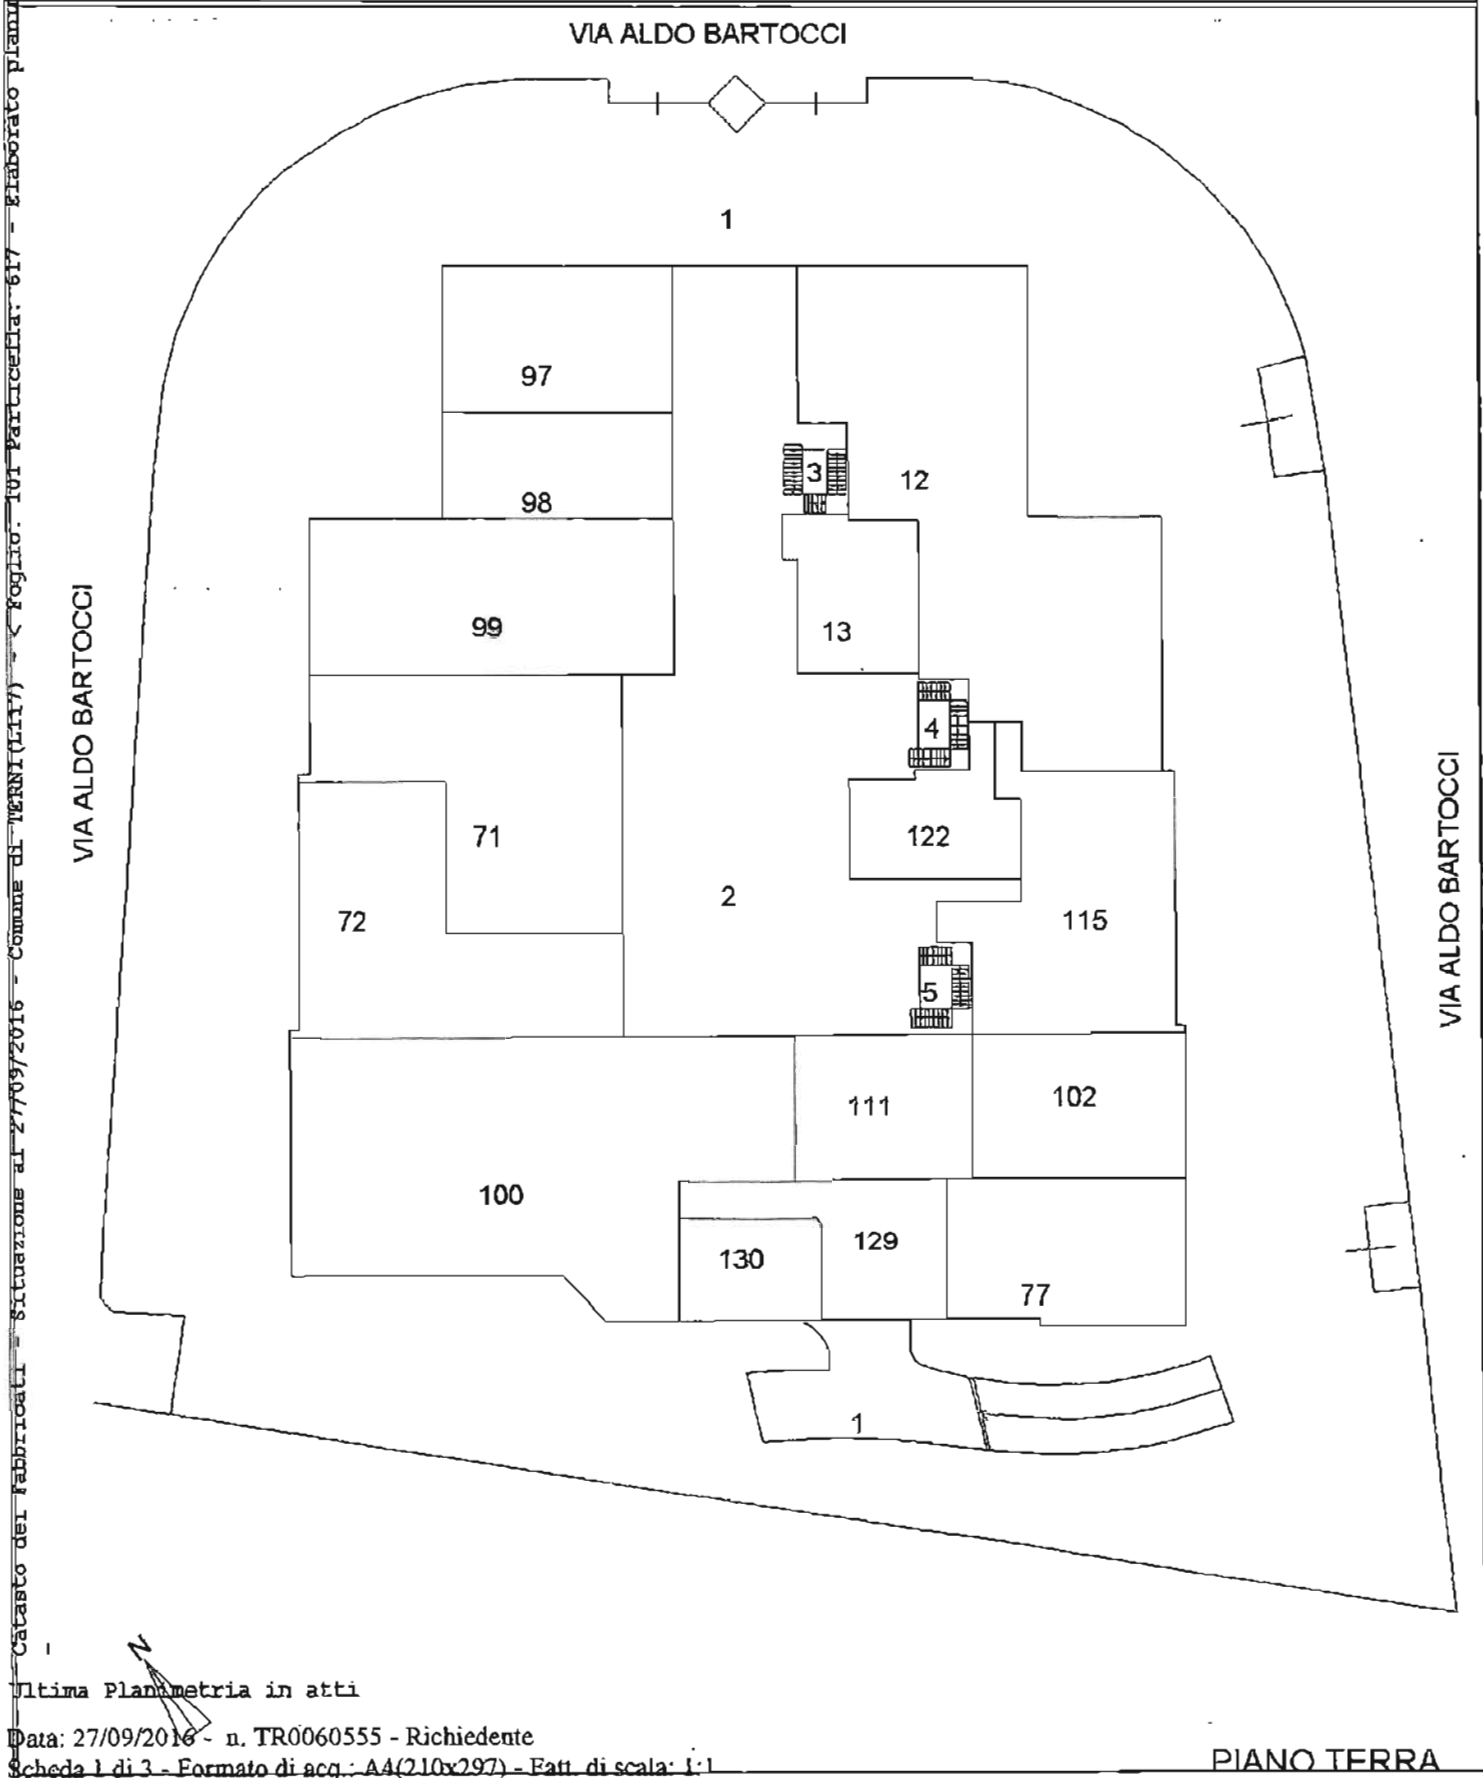 VIA ALDO BARTOCCI
1
97
12
3
98
99
13
4
71
122
2
72
115
5
111
102
100
129
130
77
1
VIA ALDO BARTOCCI
VIA ALDO BARTOCCI
Catasto dei Fabbricati - Situazione al 27/09/2016 - Comune di TERNI(L117) - < Foglio: 101 Particella: 617 - Elaborato
N
Ultima Planimetria in atti
Data: 27/09/2016 - n. TR0060555 - Richiedente
Scheda 1 di 3 - Formato di acq.: A4(210x297) - Fatt. di scala: 1:1
PIANO TERRA